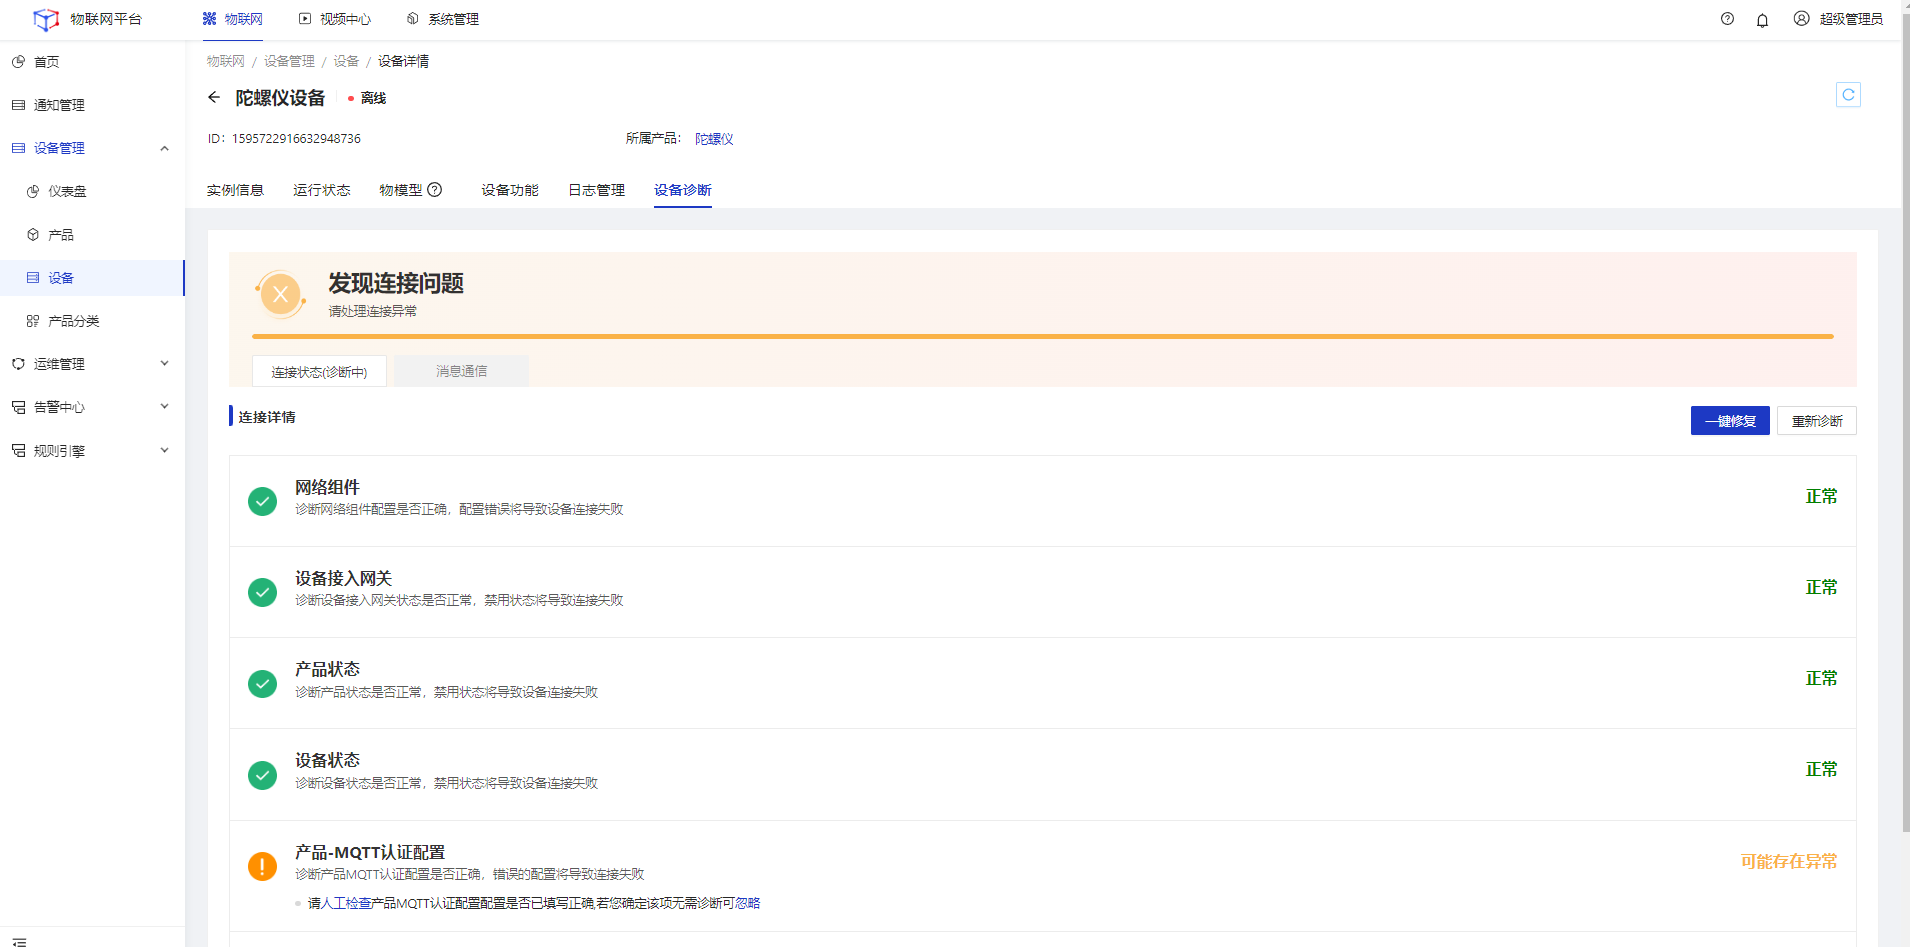 物联网平台
物联网
视频中心
系统管理
超级管理员
首页
通知管理
设备管理
仪表盘
产品
设备
产品分类
运维管理
告警中心
规则引擎
物联网 / 设备管理 / 设备 / 设备详情
陀螺仪设备
离线
ID: 1595722916632948736
所属产品: 陀螺仪
实例信息
运行状态
物模型
设备功能
日志管理
设备诊断
发现连接问题
请处理连接异常
连接状态(诊断中)
消息通信
连接详情
一键修复
重新诊断
网络组件
诊断网络组件配置是否正确，配置错误将导致设备连接失败
正常
设备接入网关
诊断设备接入网关状态是否正常，禁用状态将导致连接失败
正常
产品状态
诊断产品状态是否正常，禁用状态将导致设备连接失败
正常
设备状态
诊断设备状态是否正常，禁用状态将导致设备连接失败
正常
产品-MQTT认证配置
诊断产品MQTT认证配置是否正确，错误的配置将导致连接失败
可能存在异常
请人工检查产品MQTT认证配置配置是否已填写正确,若您确定该项无需诊断可忽略